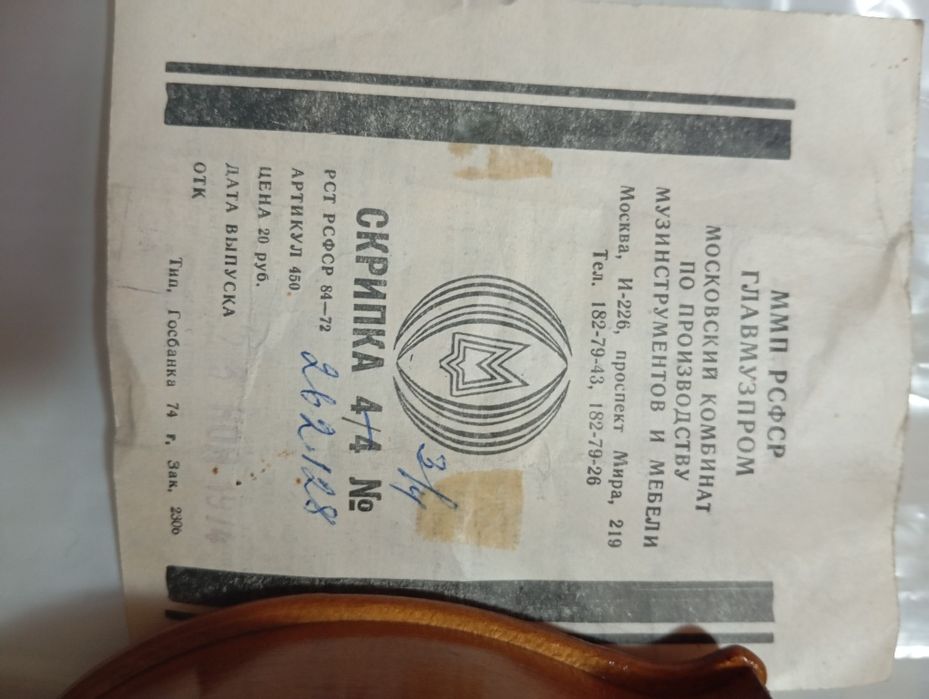 ММП РСФСР
ГЛАВМУЗПРОМ
МОСКОВСКИЙ КОМБИНАТ
ПО ПРОИЗВОДСТВУ
МУЗИНСТРУМЕНТОВ И МЕБЕЛИ
Москва, И-226, проспект Мира, 219
Тел. 182-79-43, 182-79-26
3/4
СКРИПКА 4/4 №
РСТ РСФСР 84—72
262128
АРТИКУЛ 450.
ЦЕНА 20 руб.
ДАТА ВЫПУСКА
1974
ОТК
Тип. Госбанка 74 г. Зак. 2306